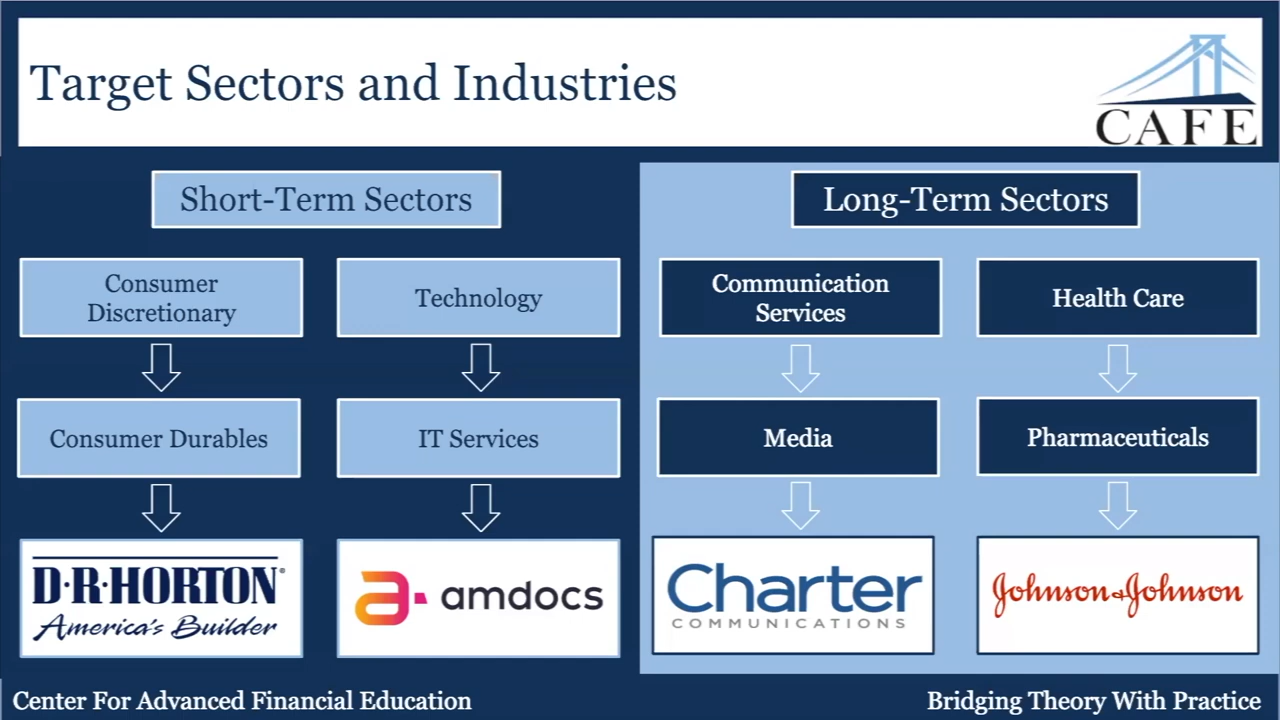 Target Sectors and Industries
CAFE
Short-Term Sectors
Long-Term Sectors
Consumer
Discretionary
Technology
Communication
Services
Health Care
Consumer Durables
IT Services
Media
Pharmaceuticals
D·R·HORTON®
America's Builder
amdocs
Charter
COMMUNICATIONS
Johnson & Johnson
Center For Advanced Financial Education
Bridging Theory With Practice